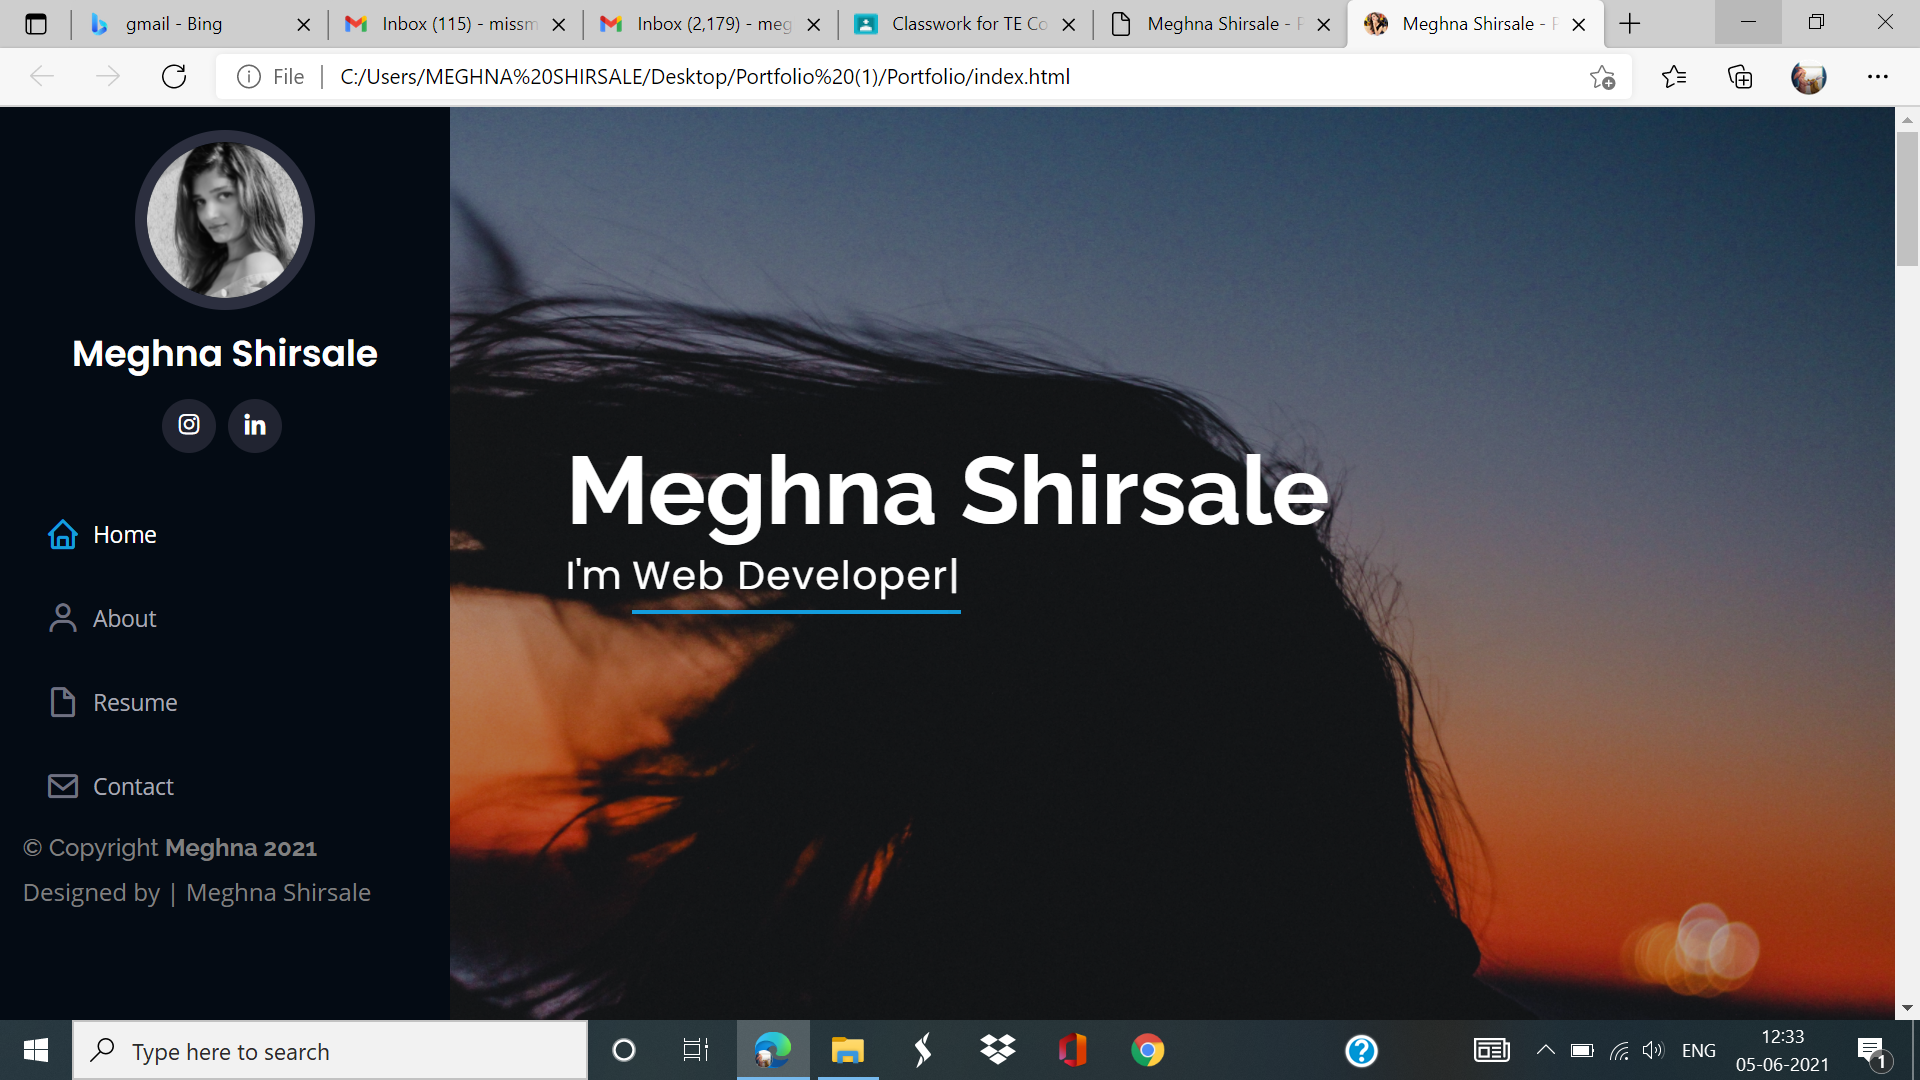 gmail - Bing
Inbox (115) - missm
Inbox (2,179) - meg
Classwork for TE Co
Meghna Shirsale - P
Meghna Shirsale - P
File
C:/Users/MEGHNA%20SHIRSALE/Desktop/Portfolio%20(1)/Portfolio/index.html
Meghna Shirsale
Home
About
Resume
Contact
© Copyright Meghna 2021
Designed by | Meghna Shirsale
Meghna Shirsale
I'm Web Developer|
Type here to search
ENG
12:33
05-06-2021
1